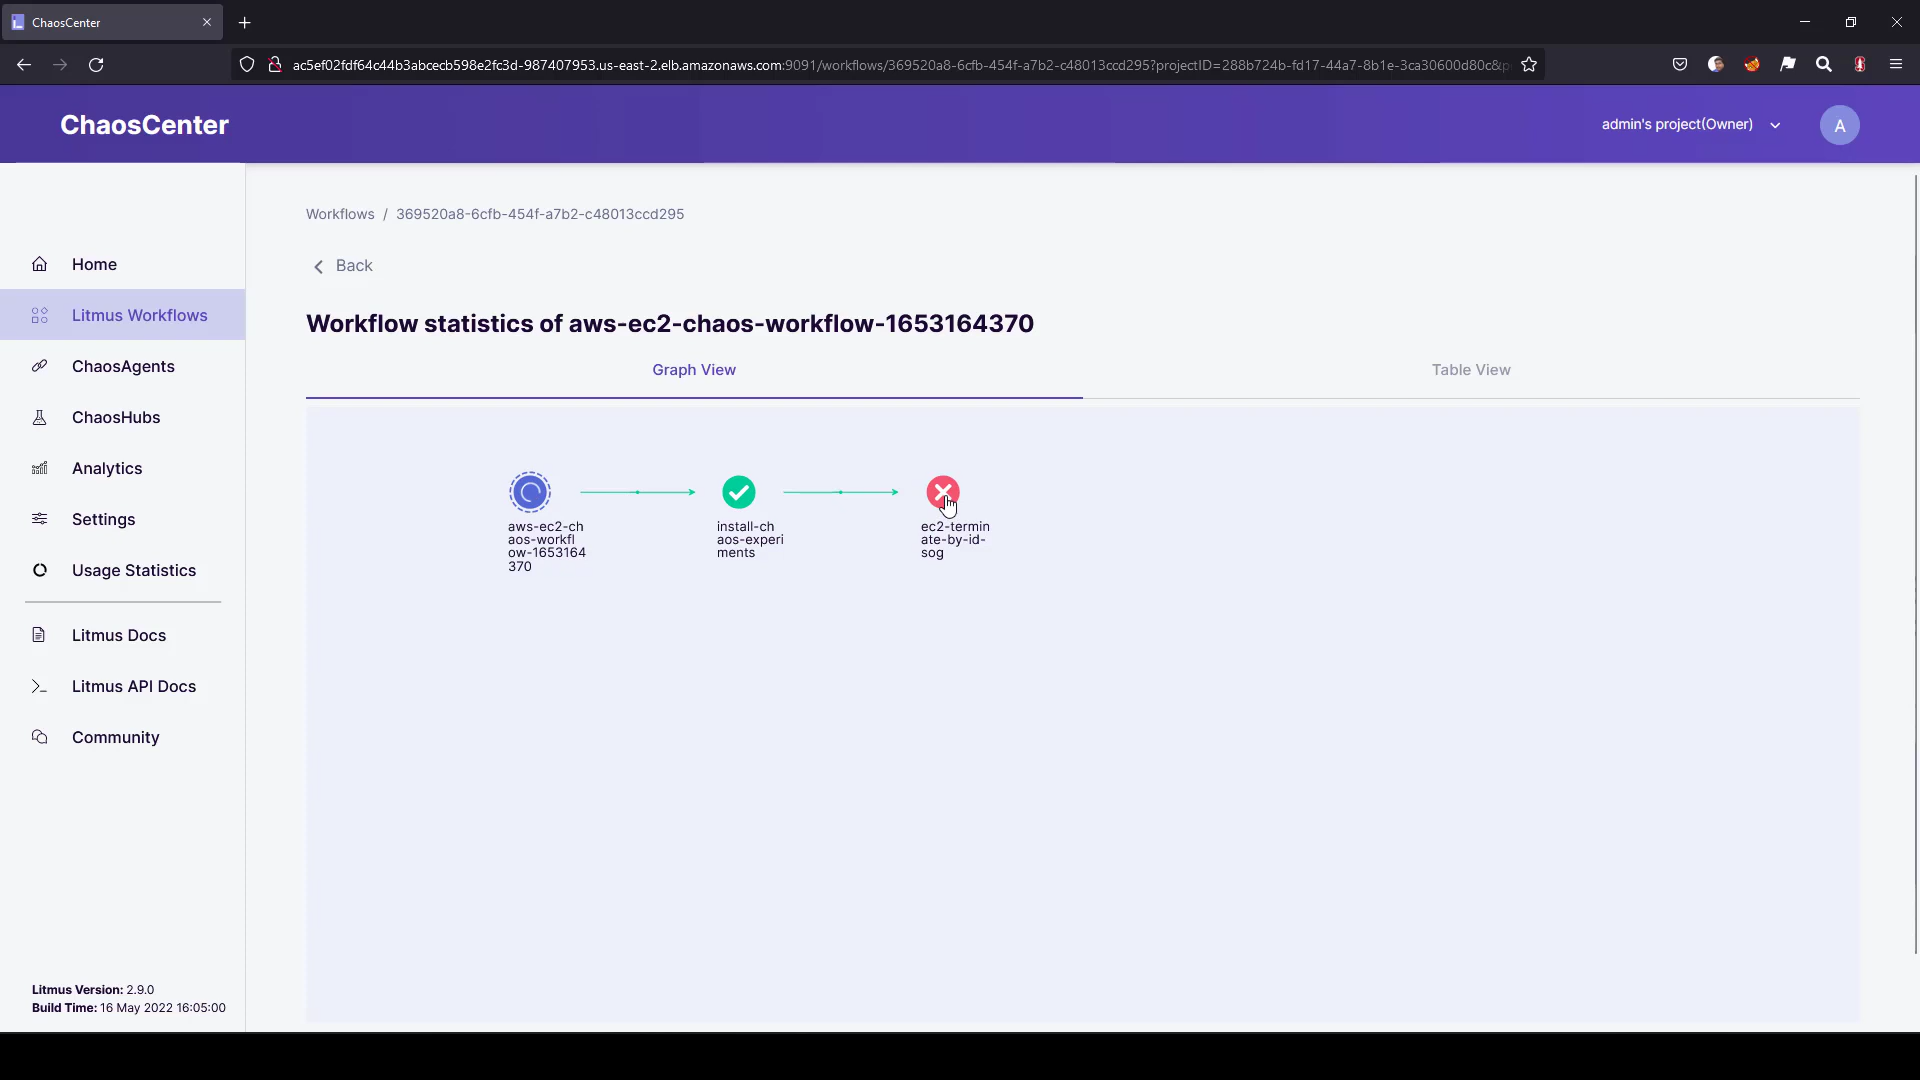 ChaosCenter
ac5ef02fdf64c44b3abcecb598e2fc3d-987407953.us-east-2.elb.amazonaws.com:9091/workflows/369520a8-6cfb-454f-a7b2-c48013ccd295?projectID=288b724b-fd17-44a7-8b1e-3ca30600d80c&p
ChaosCenter
admin's project(Owner)
A
Workflows / 369520a8-6cfb-454f-a7b2-c48013ccd295
Back
Home
Litmus Workflows
ChaosAgents
ChaosHubs
Analytics
Settings
Usage Statistics
Litmus Docs
Litmus API Docs
Community
Litmus Version: 2.9.0
Build Time: 16 May 2022 16:05:00
Workflow statistics of aws-ec2-chaos-workflow-1653164370
Graph View
Table View
aws-ec2-ch
aos-workfl
ow-1653164
370
install-ch
aos-experi
ments
ec2-termin
ate-by-id-
sog